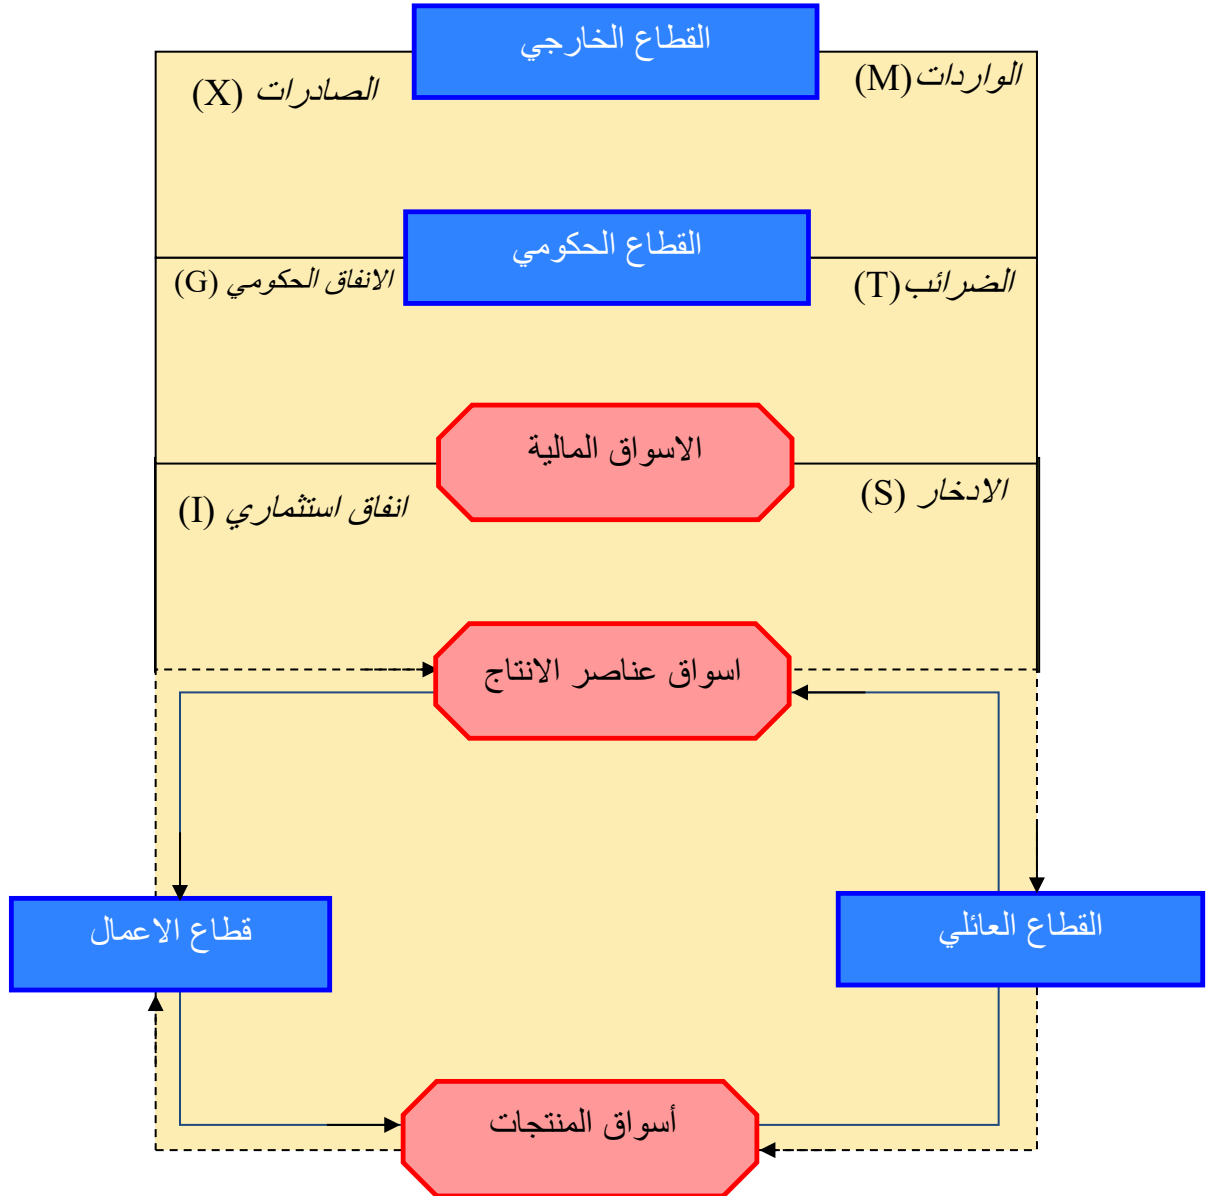 القطاع الخارجي
الواردات(M)
الصادرات (X)
القطاع الحكومي
الضرائب(T)
الانفاق الحكومي (G)
الاسواق المالية
الادخار (S)
انفاق استثماري (I)
اسواق عناصر الانتاج
القطاع العائلي
قطاع الاعمال
أسواق المنتجات